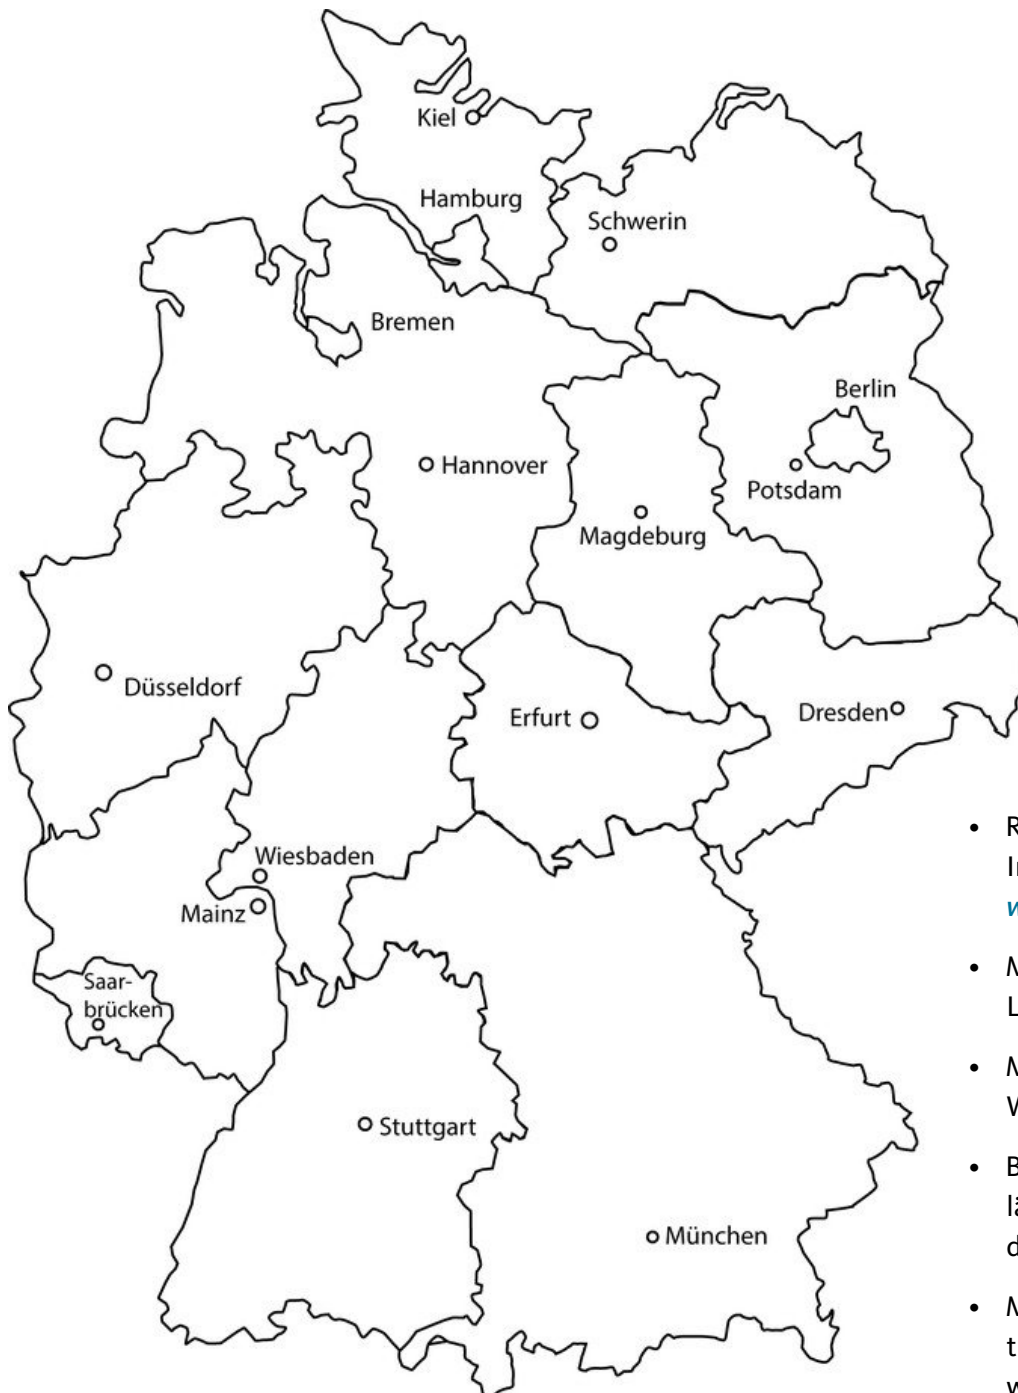 Kiel
Hamburg
Schwerin
Bremen
Berlin
Hannover
Potsdam
Magdeburg
Düsseldorf
Erfurt
Dresden
Wiesbaden
Mainz
Saar-
brücken
Stuttgart
München